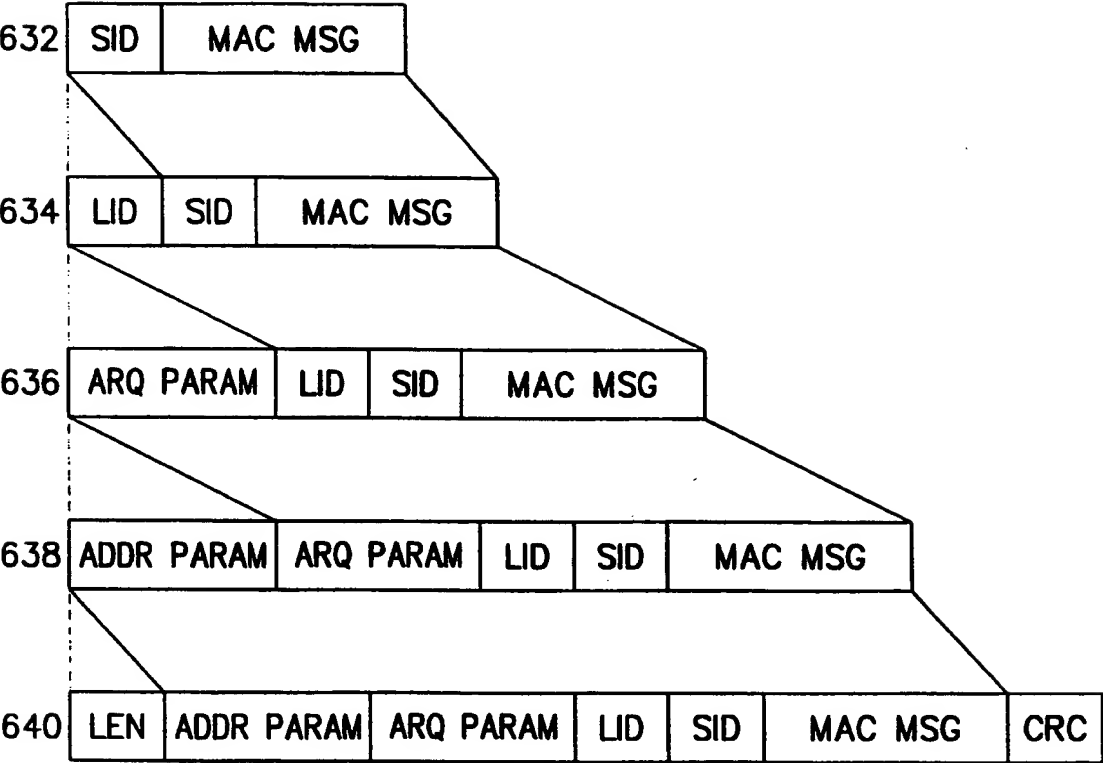 632 SID MAC MSG
634 LID SID MAC MSG
636 ARQ PARAM LID SID MAC MSG
638 ADDR PARAM ARQ PARAM LID SID MAC MSG
640 LEN ADDR PARAM ARQ PARAM LID SID MAC MSG CRC